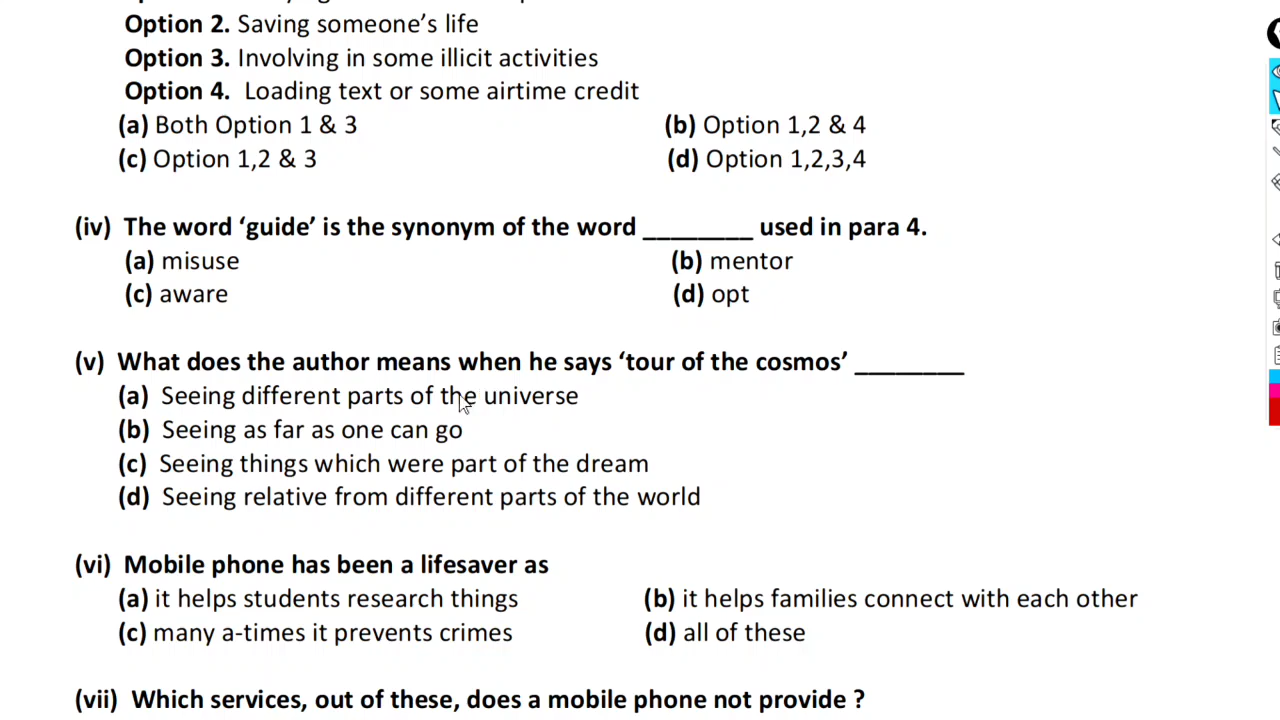 Option 2. Saving someone’s life
Option 3. Involving in some illicit activities
Option 4. Loading text or some airtime credit
(a) Both Option 1 & 3 (b) Option 1,2 & 4
(c) Option 1,2 & 3 (d) Option 1,2,3,4
(iv) The word ‘guide’ is the synonym of the word ________ used in para 4.
(a) misuse (b) mentor
(c) aware (d) opt
(v) What does the author means when he says ‘tour of the cosmos’ ________
(a) Seeing different parts of the universe
(b) Seeing as far as one can go
(c) Seeing things which were part of the dream
(d) Seeing relative from different parts of the world
(vi) Mobile phone has been a lifesaver as
(a) it helps students research things (b) it helps families connect with each other
(c) many a-times it prevents crimes (d) all of these
(vii) Which services, out of these, does a mobile phone not provide ?